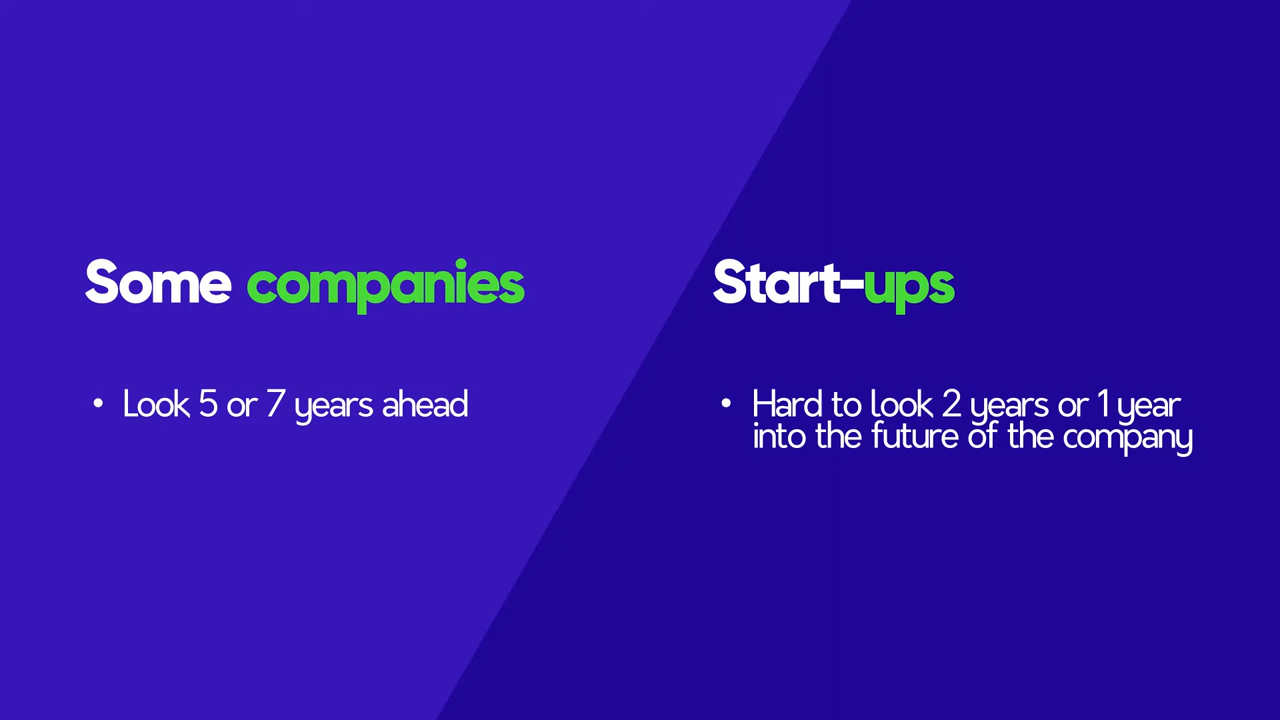 Some companies
• Look 5 or 7 years ahead
Start-ups
• Hard to look 2 years or 1 year
into the future of the company